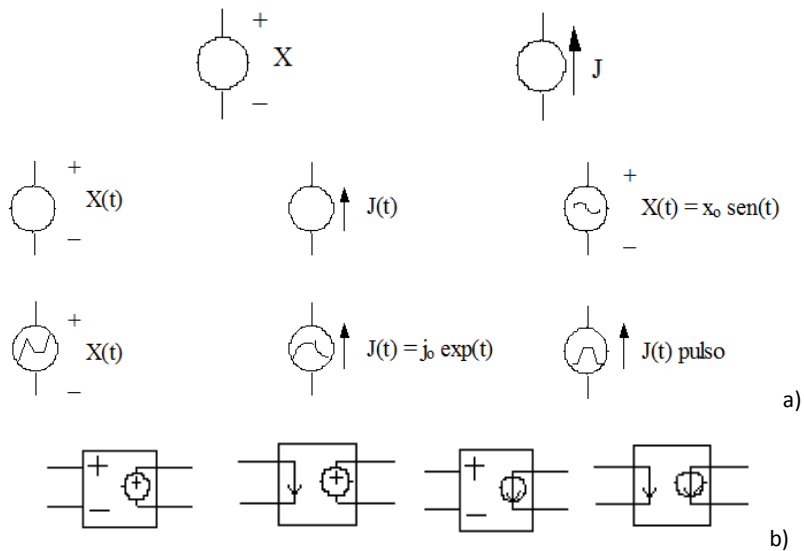 +
X
−
J
+
X(t)
−
J(t)
+
X(t) = xₒ sen(t)
−
+
X(t)
−
J(t) = jₒ exp(t)
J(t) pulso
a)
+ + + +
− −
b)